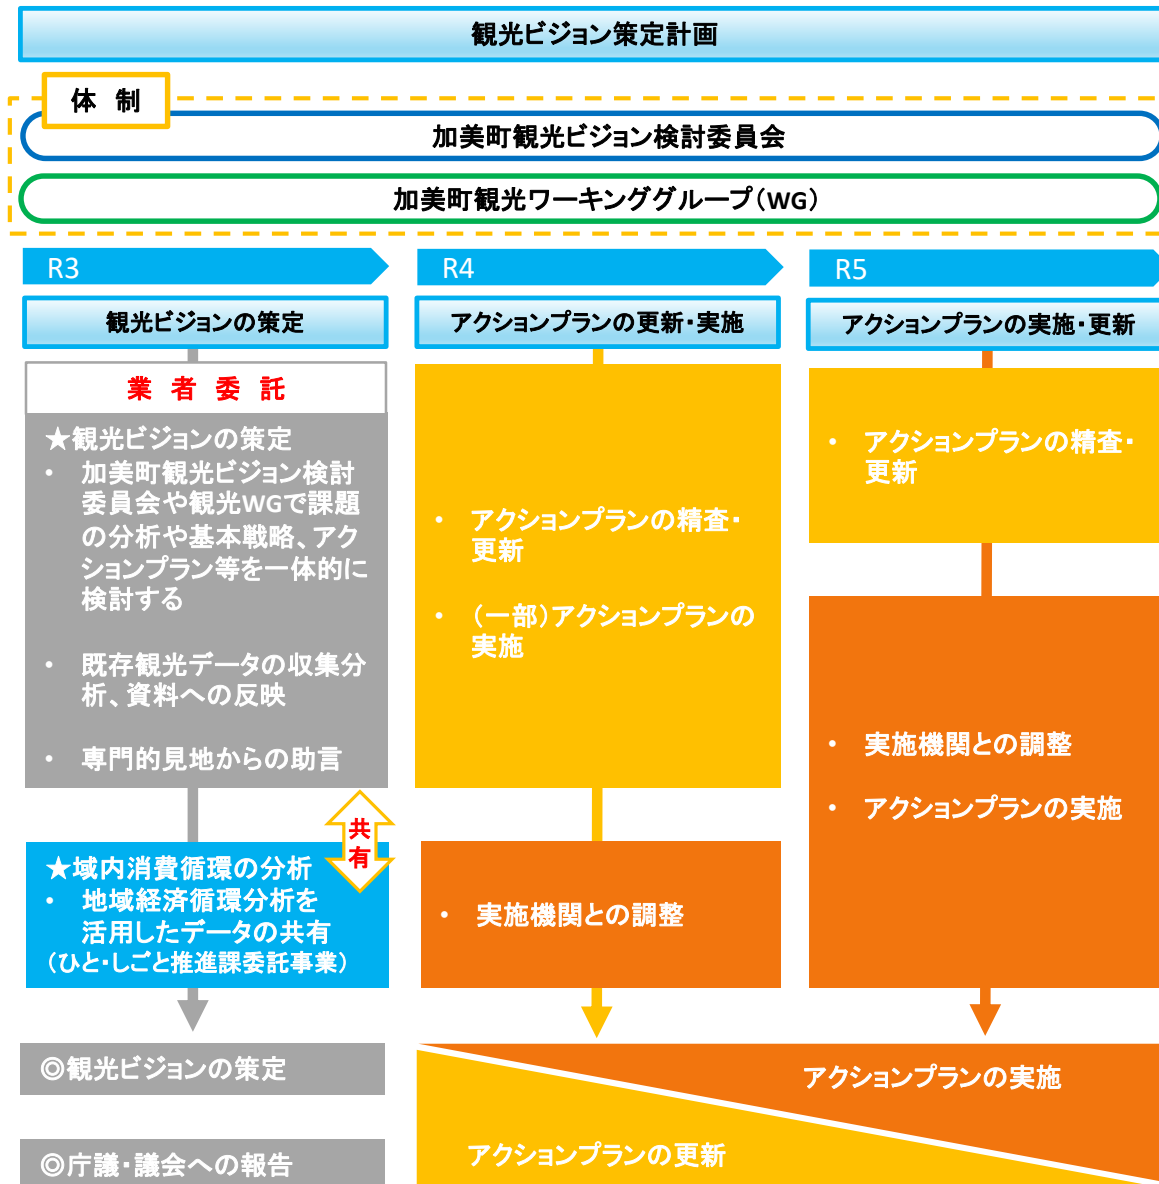 観光ビジョン策定計画
体 制
加美町観光ビジョン検討委員会
加美町観光ワーキンググループ(WG)
R3
R4
R5
観光ビジョンの策定
アクションプランの更新・実施
アクションプランの実施・更新
業 者 委 託
★観光ビジョンの策定
• 加美町観光ビジョン検討
委員会や観光WGで課題
の分析や基本戦略、アク
ションプラン等を一体的に
検討する
• 既存観光データの収集分
析、資料への反映
• 専門的見地からの助言
共
有
★域内消費循環の分析
• 地域経済循環分析を
活用したデータの共有
(ひと・しごと推進課委託事業)
◎観光ビジョンの策定
◎庁議・議会への報告
• アクションプランの精査・
更新
• (一部)アクションプランの
実施
• 実施機関との調整
• アクションプランの精査・
更新
• 実施機関との調整
• アクションプランの実施
アクションプランの実施
アクションプランの更新